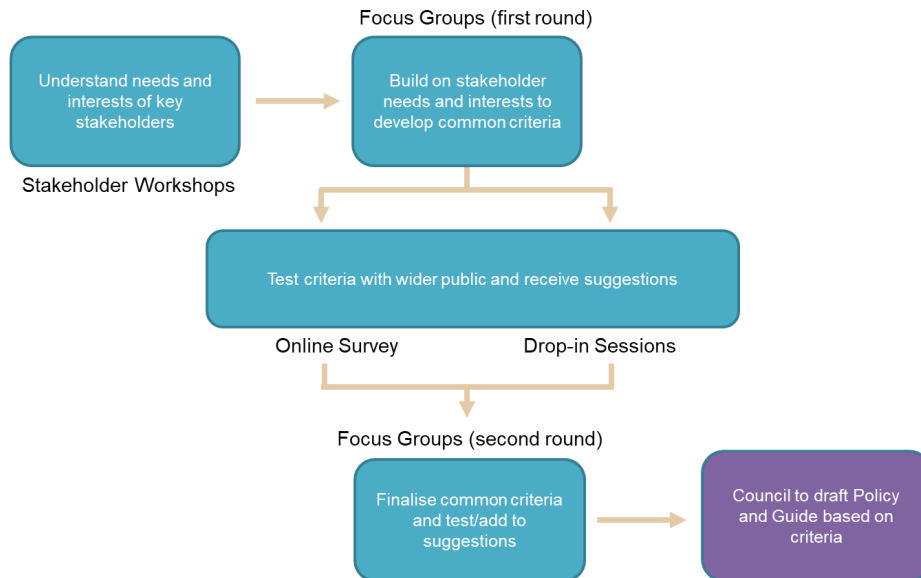 Focus Groups (first round)
Understand needs and
interests of key
stakeholders
Build on stakeholder
needs and interests to
develop common criteria
Stakeholder Workshops
Test criteria with wider public and receive suggestions
Online Survey
Drop-in Sessions
Focus Groups (second round)
Finalise common criteria
and test/add to
suggestions
Council to draft Policy
and Guide based on
criteria